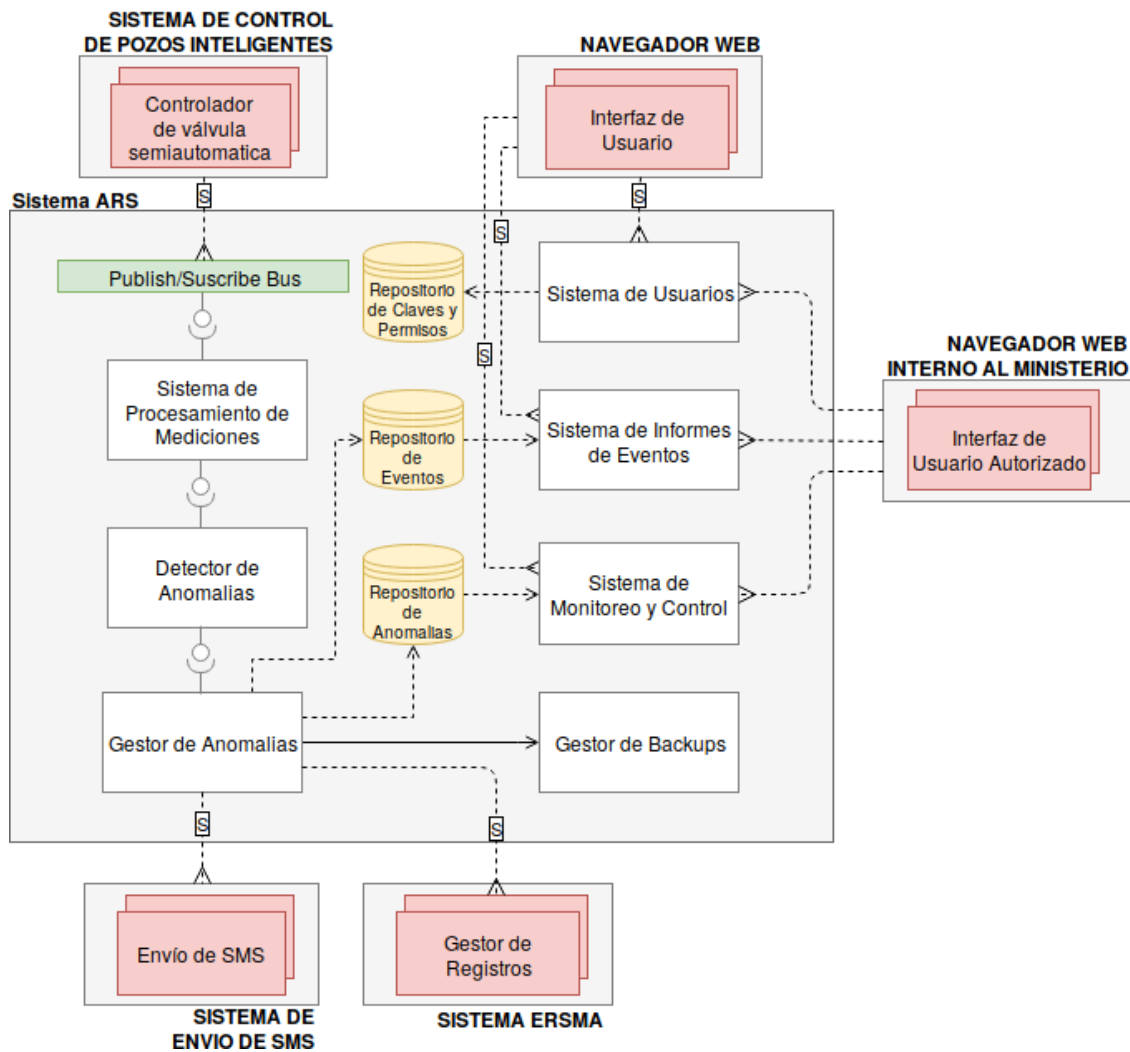 SISTEMA DE CONTROL
DE POZOS INTELIGENTES
Controlador
de válvula
semiautomatica
S
NAVEGADOR WEB
Interfaz de
Usuario
S
S
S
Sistema ARS
Publish/Suscribe Bus
Repositorio
de Claves y
Permisos
Sistema de Usuarios
Sistema de
Procesamiento de
Mediciones
Repositorio
de
Eventos
Sistema de Informes
de Eventos
NAVEGADOR WEB
INTERNO AL MINISTERIO
Interfaz de
Usuario Autorizado
Detector de
Anomalias
Repositorio
de
Anomalias
Sistema de
Monitoreo y Control
Gestor de Anomalias
Gestor de Backups
S
S
Envío de SMS
SISTEMA DE
ENVIO DE SMS
Gestor de
Registros
SISTEMA ERSMA